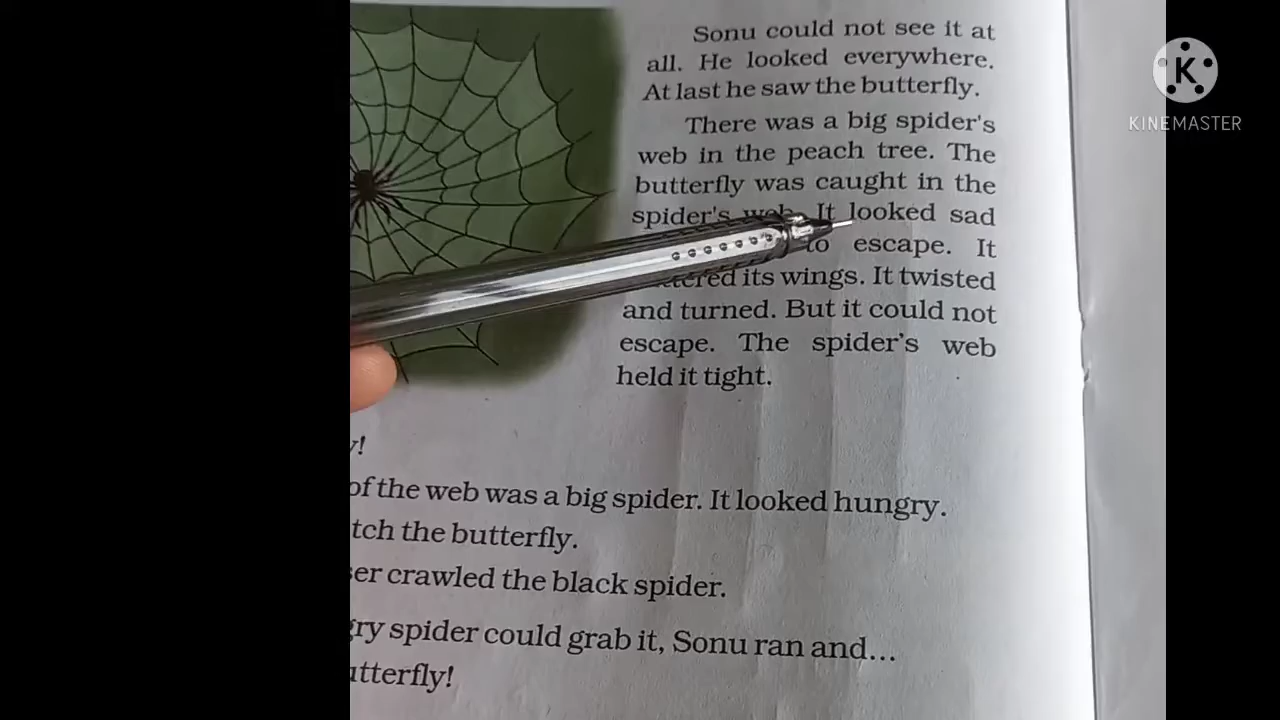 Sonu could not see it at
all. He looked everywhere.
At last he saw the butterfly.
There was a big spider's
web in the peach tree. The
butterfly was caught in the
spider's web. It looked sad
to escape. It
its wings. It twisted
and turned. But it could not
escape. The spider's web
held it tight.
of the web was a big spider. It looked hungry.
the butterfly.
crawled the black spider.
spider could grab it, Sonu ran and...
K
KINEMASTER